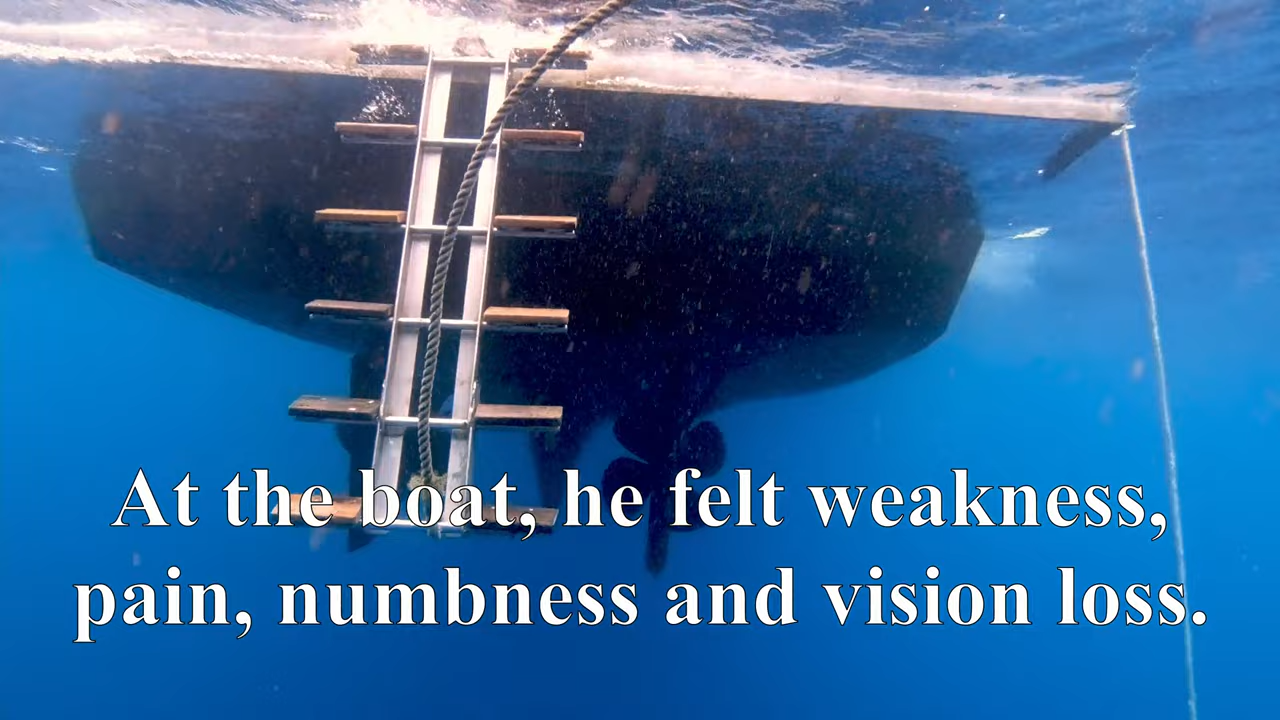 At the boat, he felt weakness,
pain, numbness and vision loss.